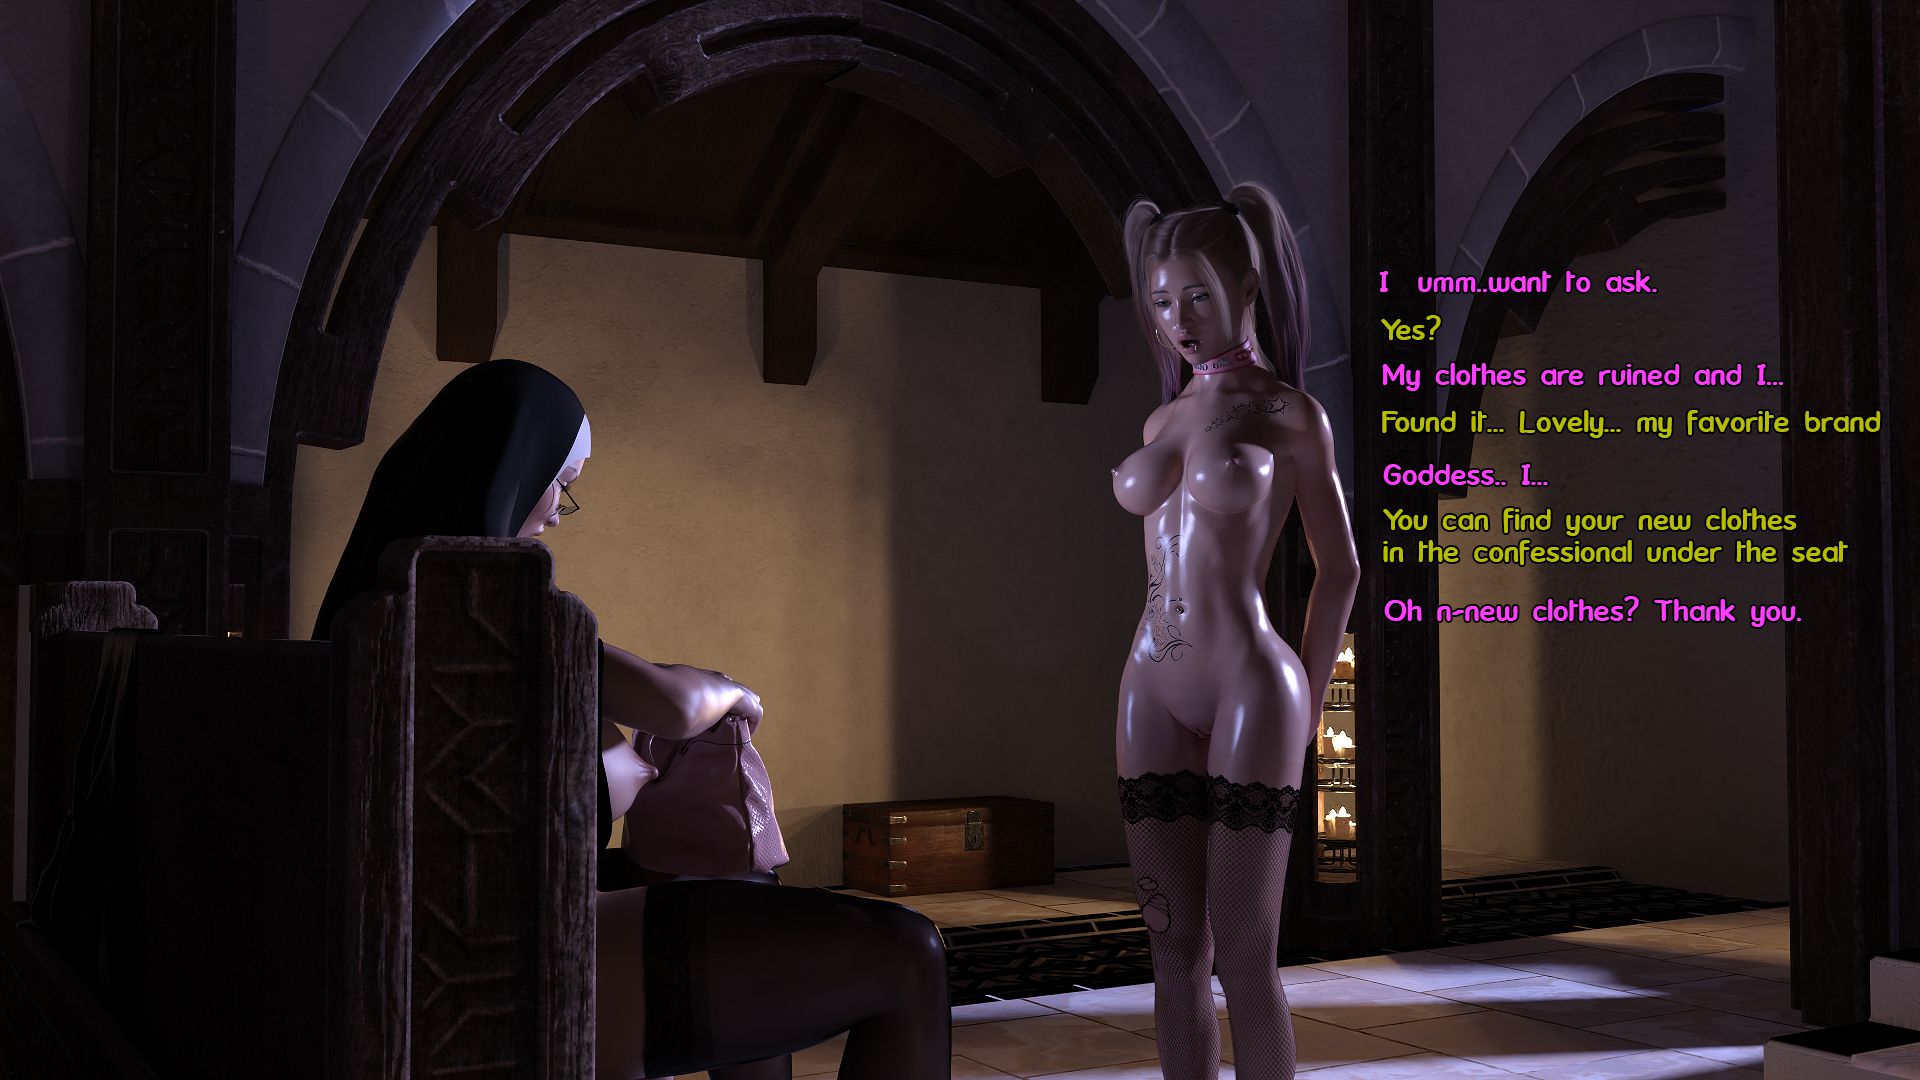 I umm..want to ask.
Yes?
My clothes are ruined and I...
Found it... Lovely... my favorite brand
Goddess.. I...
You can find your new clothes
in the confessional under the seat
Oh n-new clothes? Thank you.